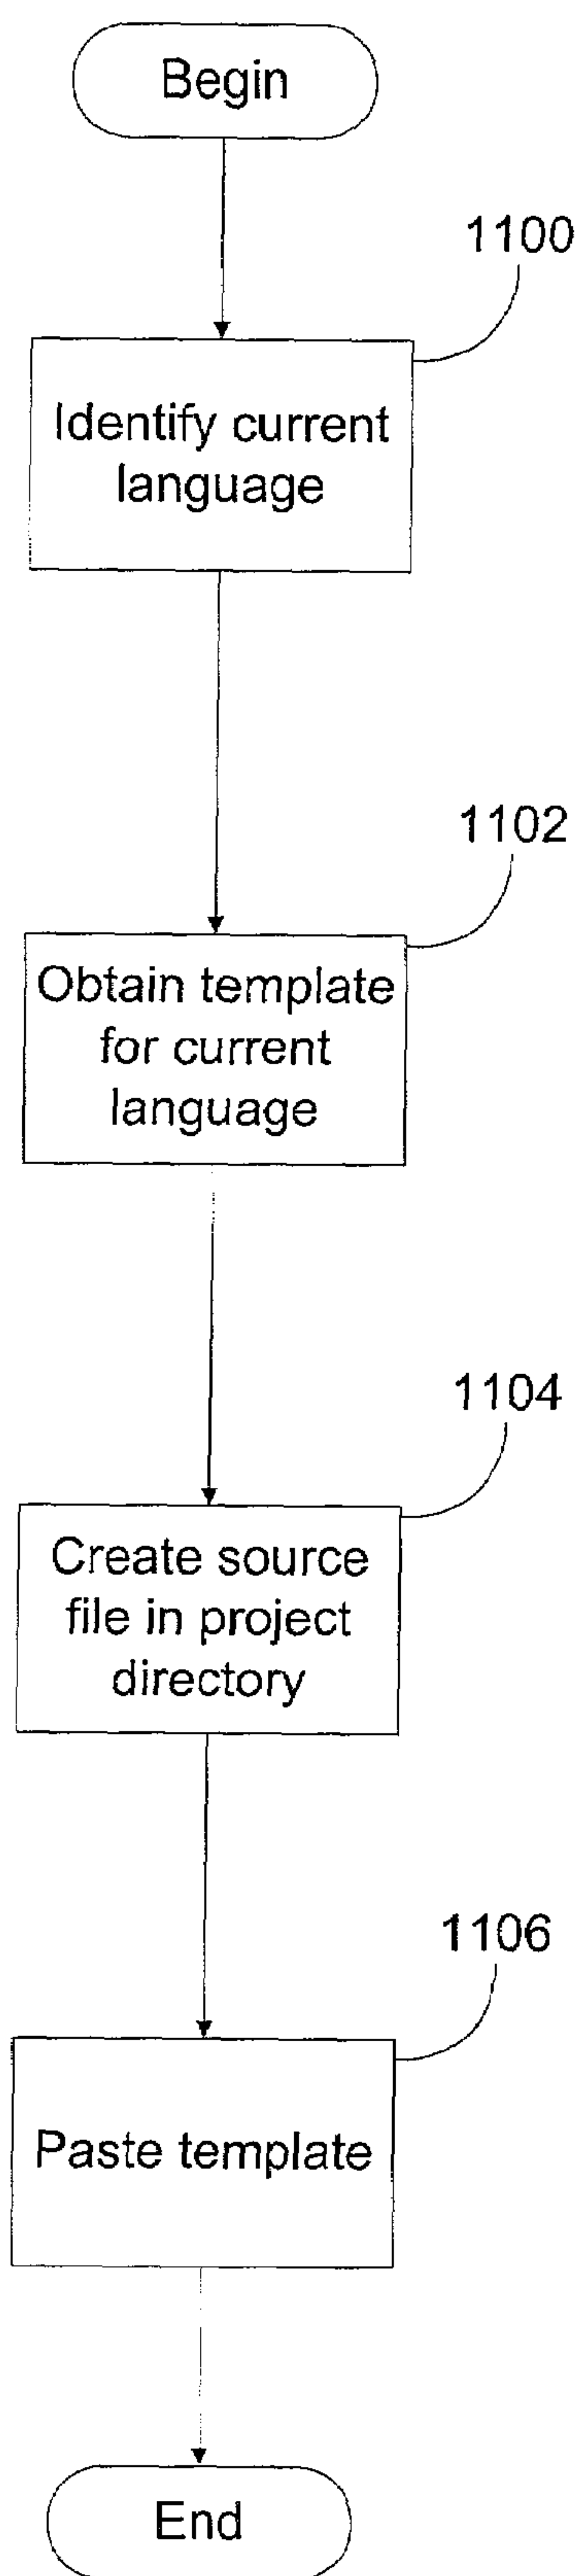 Begin
1100
Identify current
language
1102
Obtain template
for current
language
1104
Create source
file in project
directory
1106
Paste template
End